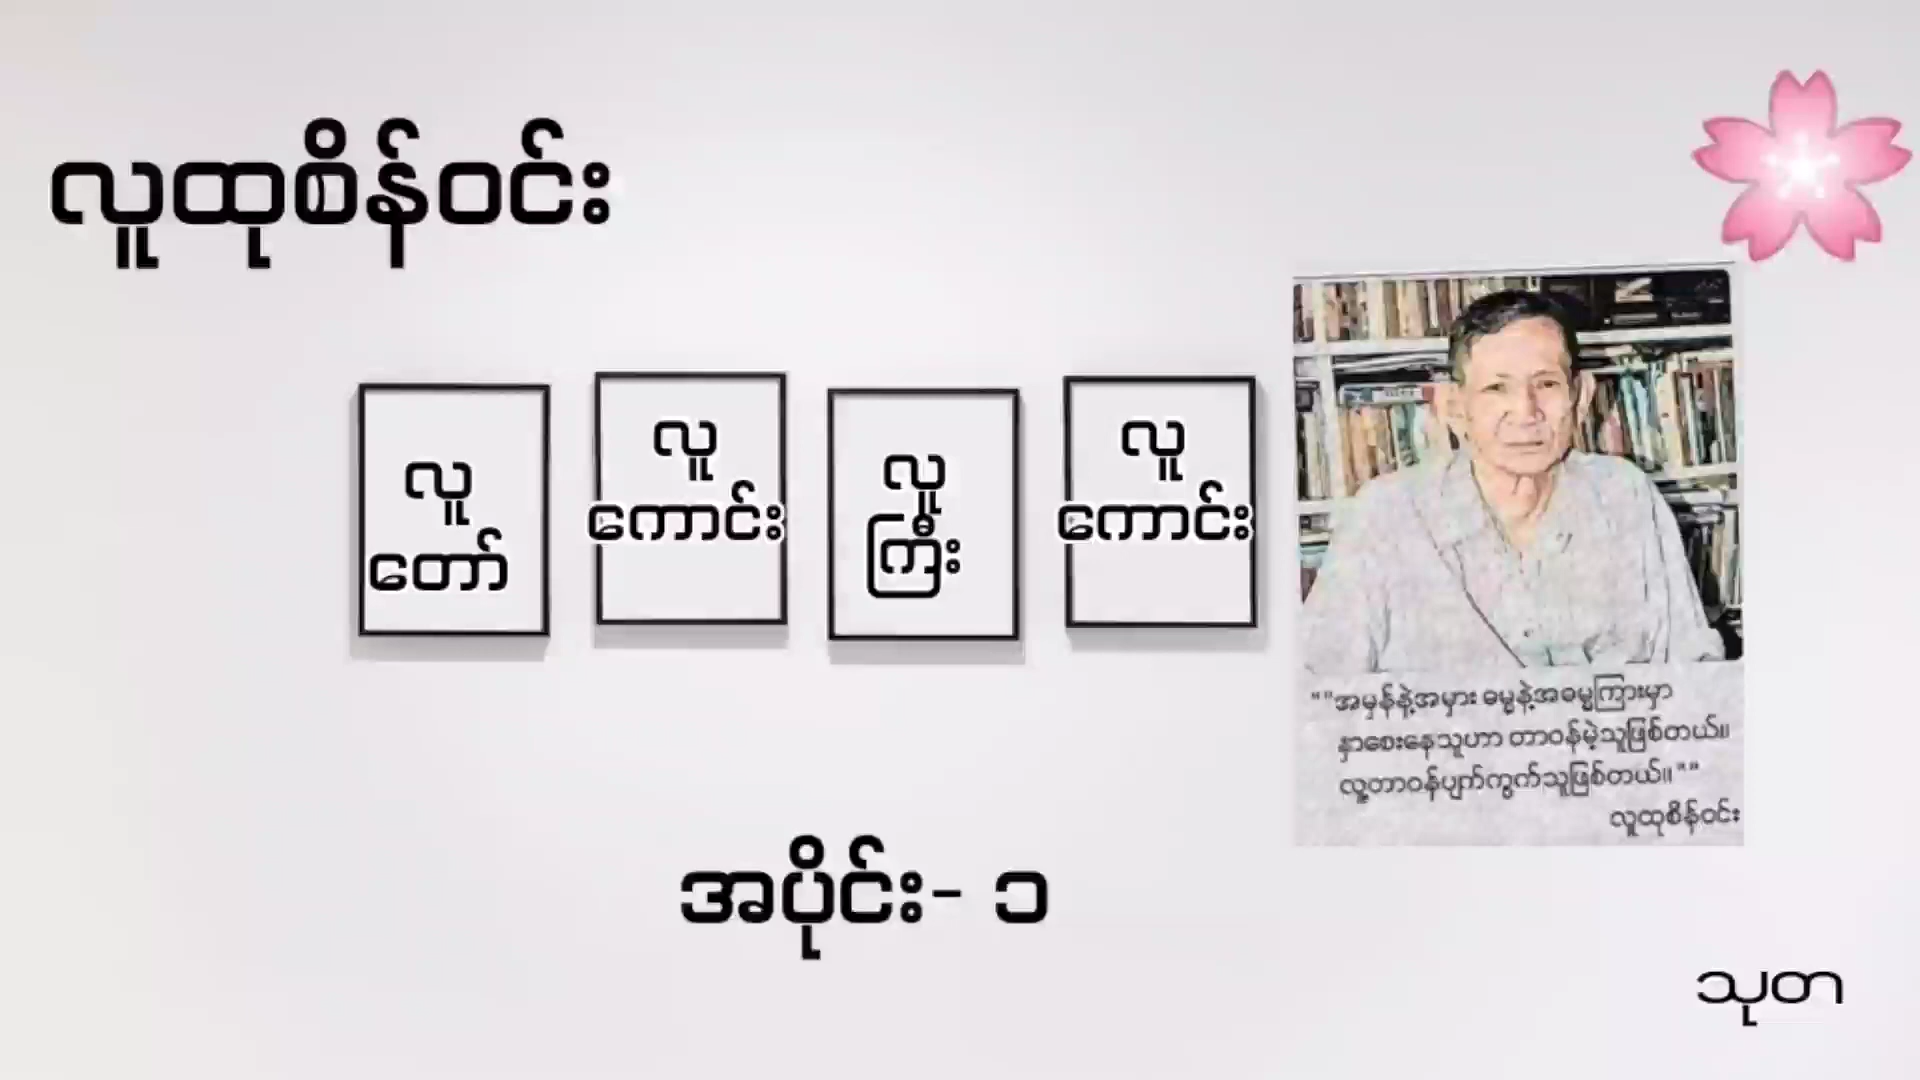 လူထုစိန်ဝင်း
လူ
တော်
လူ
ကောင်း
လူ
ကြီး
လူ
ကောင်း
""အမှန်နဲ့အမှား ဓမ္မနဲ့အဓမ္မကြားမှာ
နှာစေးနေသူဟာ တာဝန်မဲ့သူဖြစ်တယ်။
လူ့တာဝန်ပျက်ကွက်သူဖြစ်တယ်။""
လူထုစိန်ဝင်း
အပိုင်း- ၁
သုတ